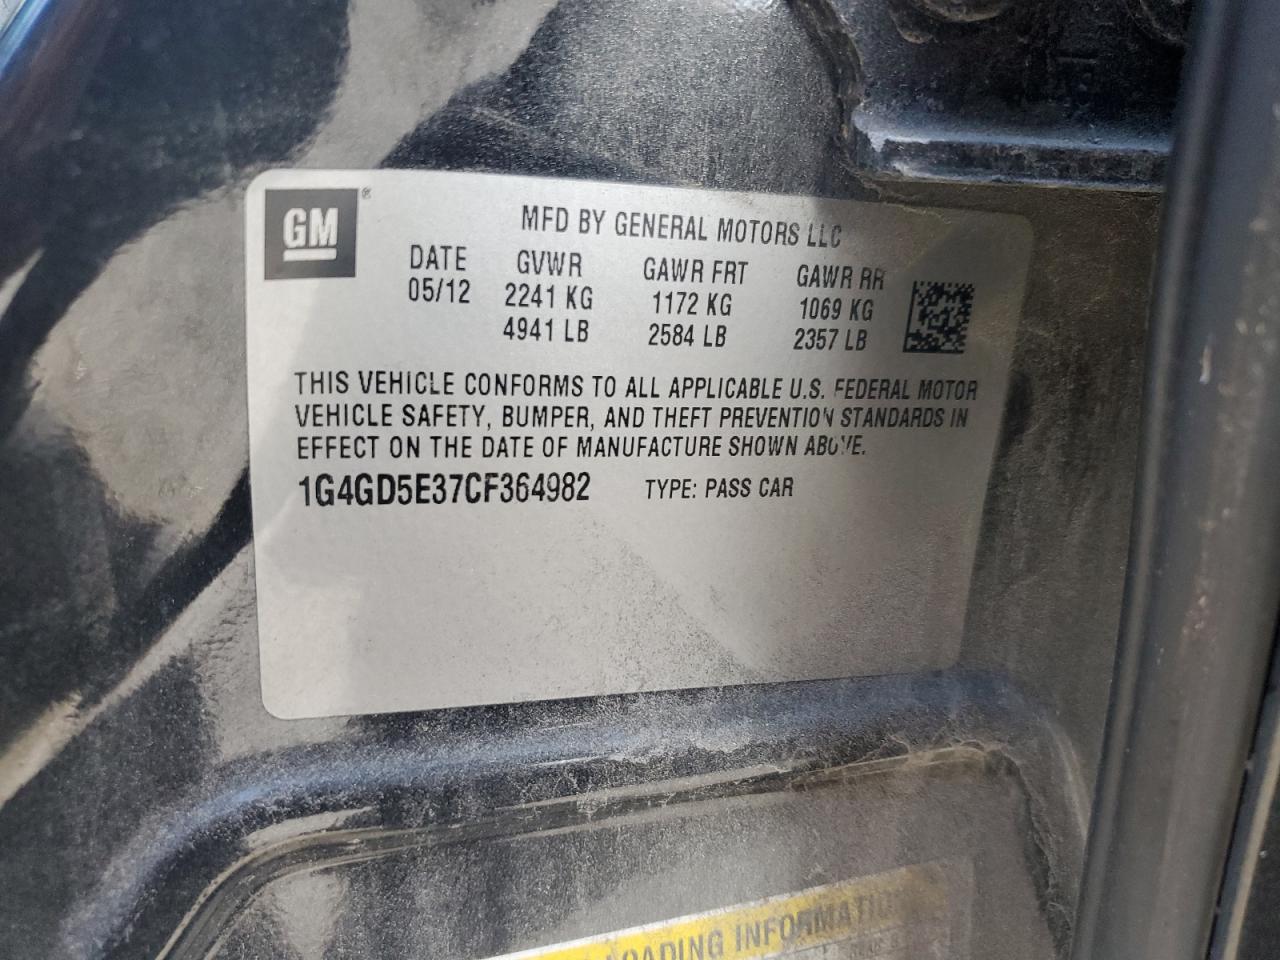 GM ®
MFD BY GENERAL MOTORS LLC
DATE GVWR GAWR FRT GAWR RR
05/12 2241 KG 1172 KG 1069 KG
4941 LB 2584 LB 2357 LB
THIS VEHICLE CONFORMS TO ALL APPLICABLE U.S. FEDERAL MOTOR
VEHICLE SAFETY, BUMPER, AND THEFT PREVENTION STANDARDS IN
EFFECT ON THE DATE OF MANUFACTURE SHOWN ABOVE.
1G4GD5E37CF364982 TYPE: PASS CAR
LOADING INFORMATION